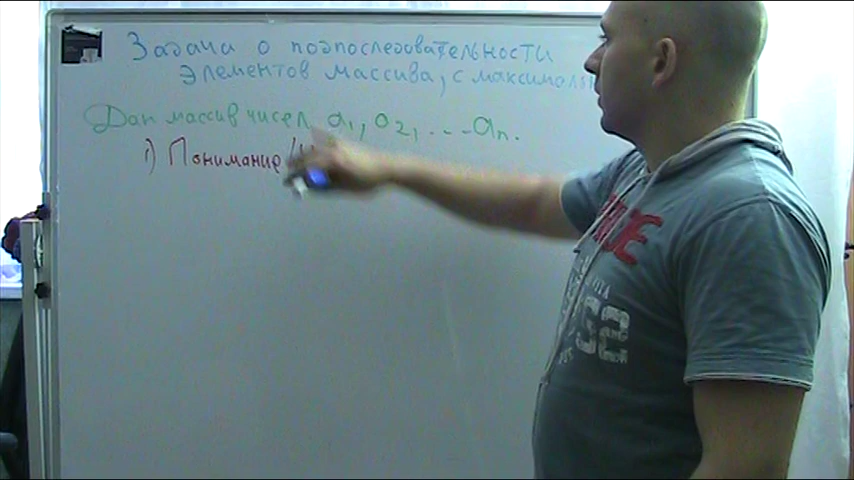 Задача о подпоследовательности
элементов массива, с максимал
Дан массив чисел a1, a2, ... an.
1) Понимание